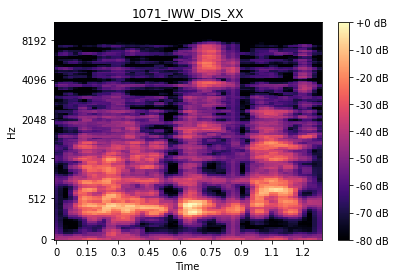 1071_IWW_DIS_XX
+0 dB
8192
-10 dB
4096
-20 dB
-30 dB
2048
Hz
-40 dB
1024
-50 dB
512
-60 dB
-70 dB
0
-80 dB
0 0.15 0.3 0.45 0.6 0.75 0.9 1.1 1.2
Time